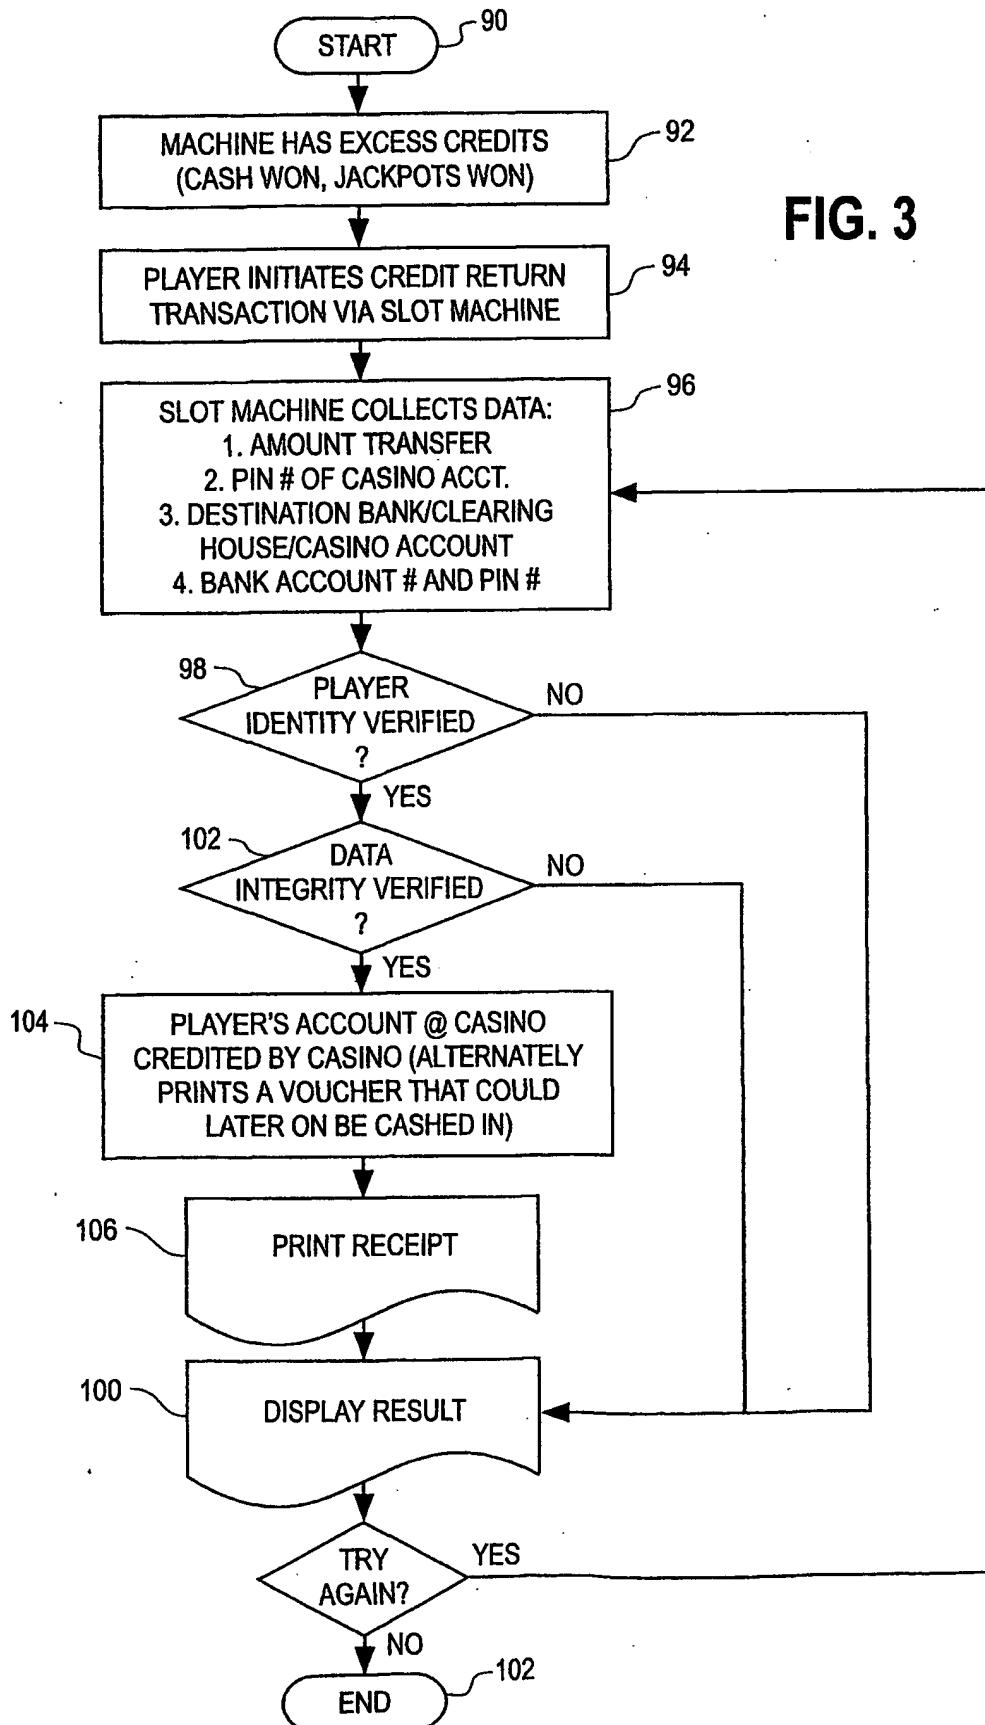 START
90
MACHINE HAS EXCESS CREDITS
(CASH WON, JACKPOTS WON)
92
FIG. 3
PLAYER INITIATES CREDIT RETURN
TRANSACTION VIA SLOT MACHINE
94
SLOT MACHINE COLLECTS DATA:
1. AMOUNT TRANSFER
2. PIN # OF CASINO ACCT.
3. DESTINATION BANK/CLEARING
HOUSE/CASINO ACCOUNT
4. BANK ACCOUNT # AND PIN #
96
98
PLAYER
IDENTITY VERIFIED
?
NO
YES
102
DATA
INTEGRITY VERIFIED
?
NO
YES
104
PLAYER'S ACCOUNT @ CASINO
CREDITED BY CASINO (ALTERNATELY
PRINTS A VOUCHER THAT COULD
LATER ON BE CASHED IN)
106
PRINT RECEIPT
100
DISPLAY RESULT
TRY
AGAIN?
YES
NO
END
102